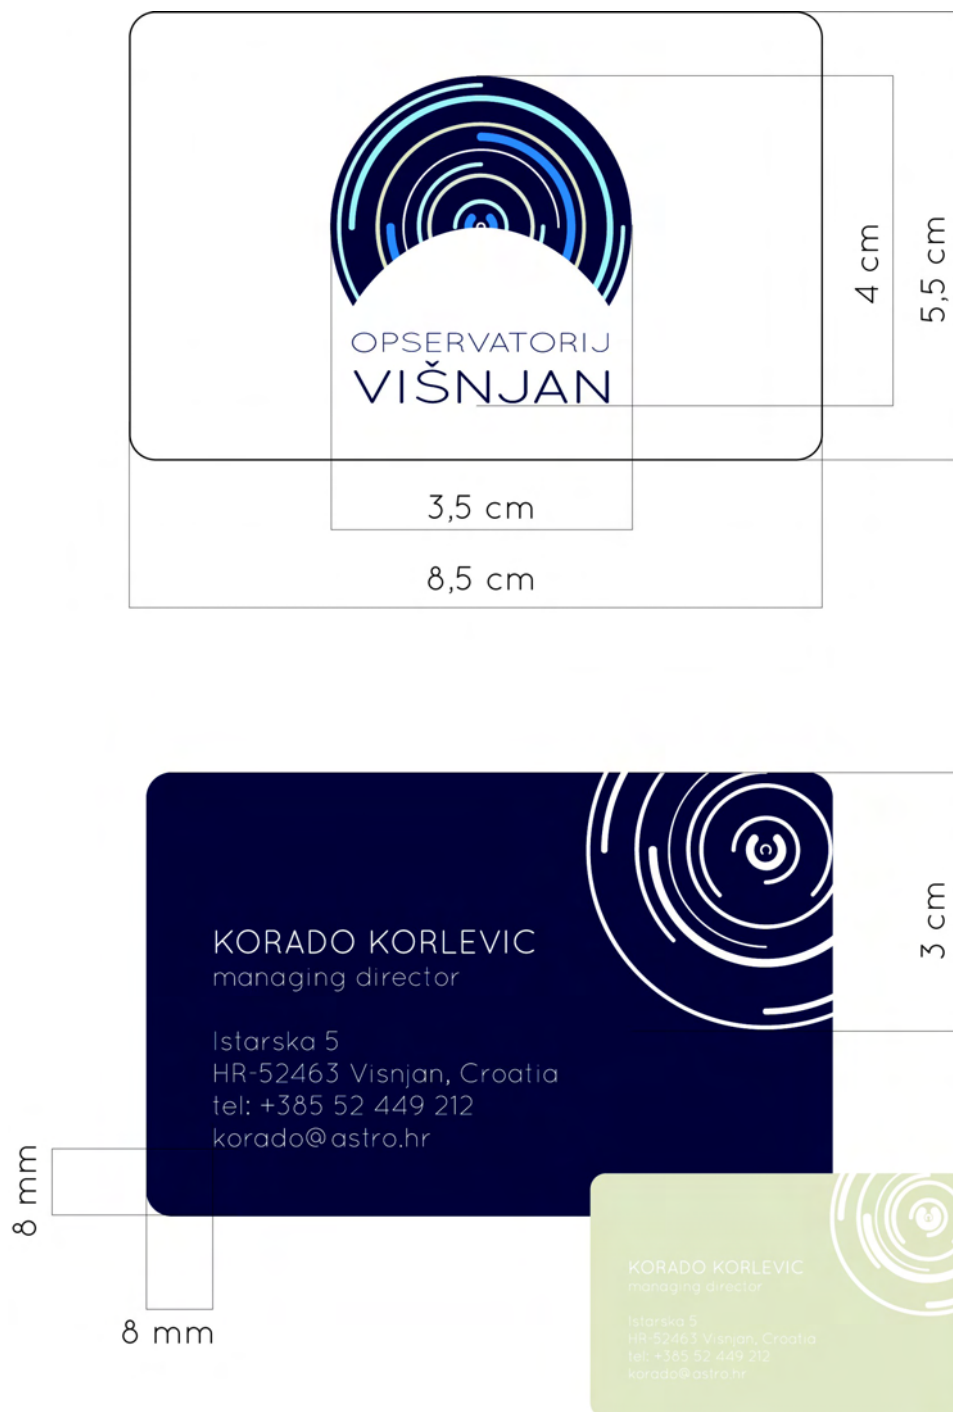 OPSERVATORIJ
VIŠNJAN
4 cm
5,5 cm
3,5 cm
8,5 cm
KORADO KORLEVIC
managing director
Istarska 5
HR-52463 Visnjan, Croatia
tel: +385 52 449 212
korado@astro.hr
3 cm
8 mm
8 mm
KORADO KORLEVIC
managing director
Istarska 5
HR-52463 Visnjan, Croatia
tel: +385 52 449 212
korado@astro.hr